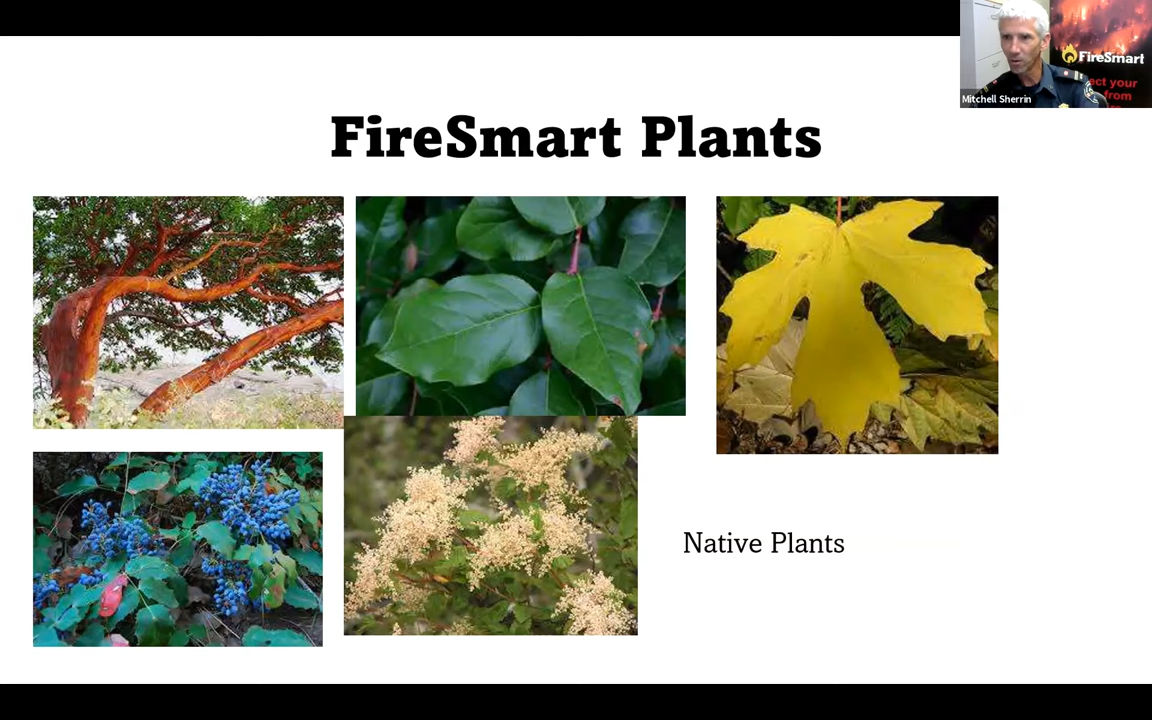 FireSmart
ect your
from
Mitchell Sherrin
FireSmart Plants
Native Plants